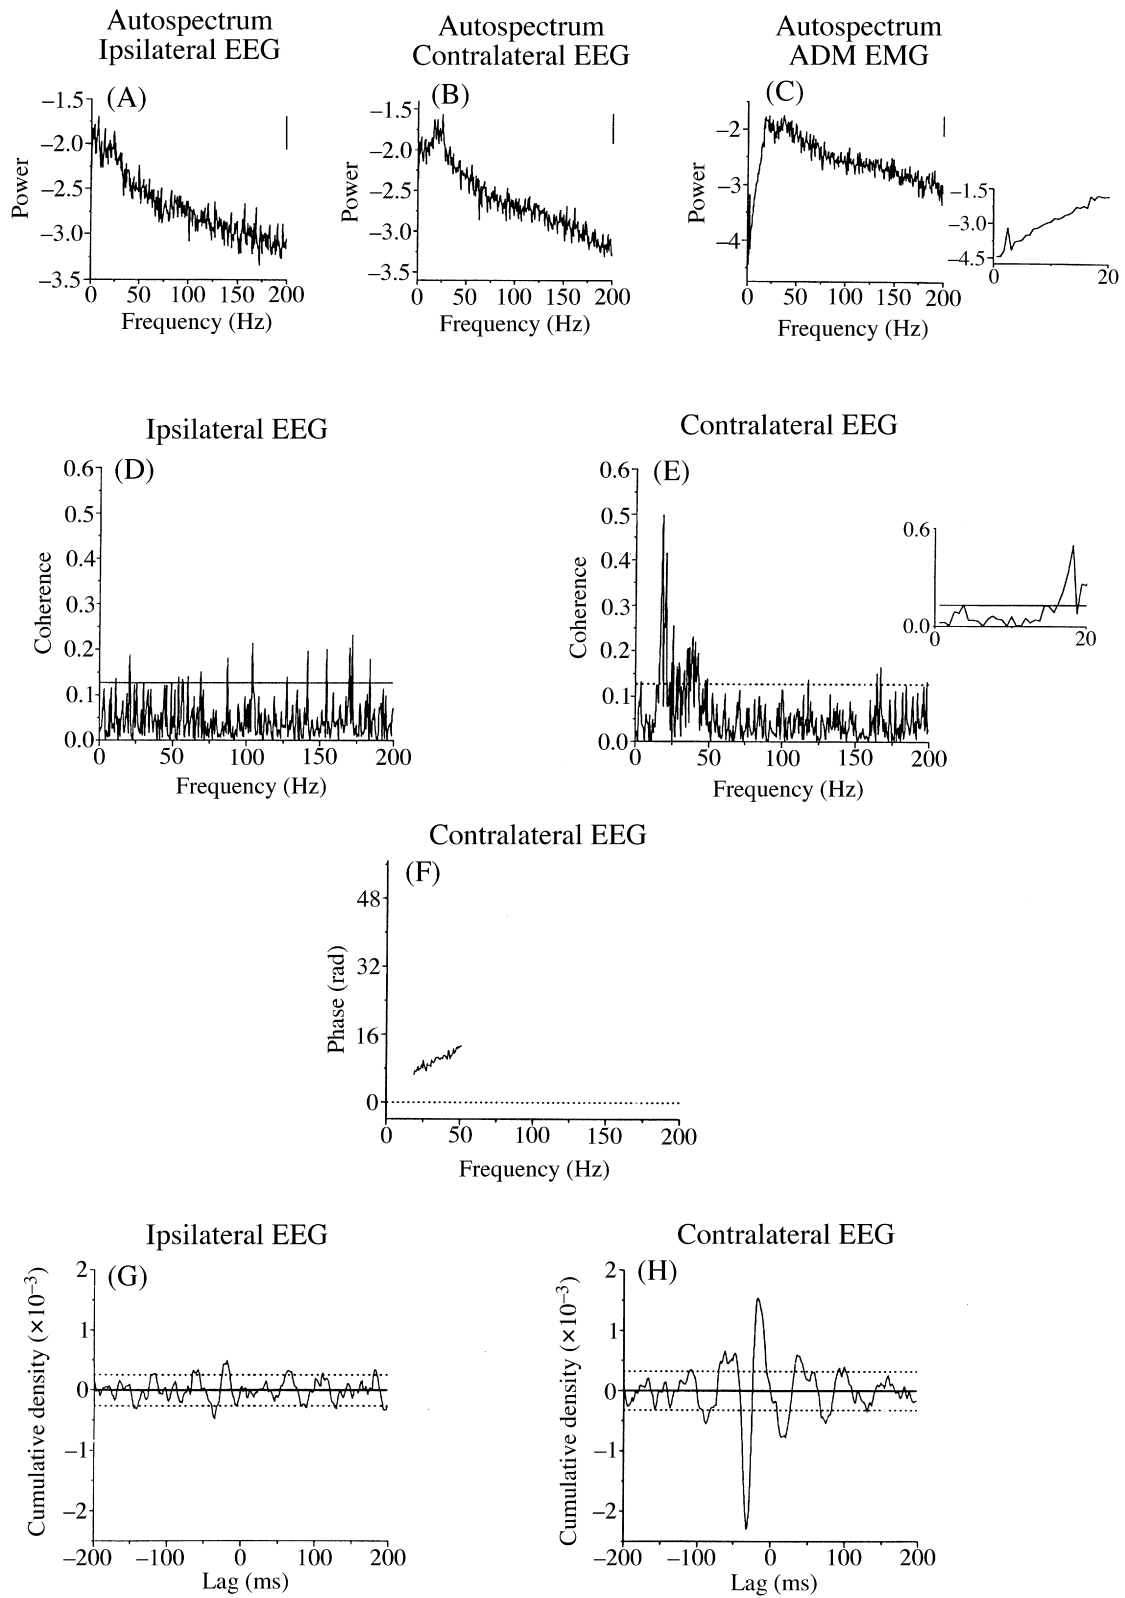 Autospectrum
Ipsilateral EEG
Autospectrum
Contralateral EEG
Autospectrum
ADM EMG
(A)
−1.5
−2.0
−2.5
−3.0
−3.5
Power
0 50 100 150 200
Frequency (Hz)
(B)
−1.5
−2.0
−2.5
−3.0
−3.5
Power
0 50 100 150 200
Frequency (Hz)
(C)
−2
−3
−4
Power
0 50 100 150 200
Frequency (Hz)
−1.5
−3.0
−4.5
0 20
Ipsilateral EEG
(D)
0.6
0.5
0.4
0.3
0.2
0.1
0.0
Coherence
0 50 100 150 200
Frequency (Hz)
Contralateral EEG
(E)
0.6
0.5
0.4
0.3
0.2
0.1
0.0
Coherence
0 50 100 150 200
Frequency (Hz)
0.6
0.0
0 20
Contralateral EEG
(F)
48
32
16
0
Phase (rad)
0 50 100 150 200
Frequency (Hz)
Ipsilateral EEG
(G)
2
1
0
−1
−2
Cumulative density (×10−3)
−200 −100 0 100 200
Lag (ms)
Contralateral EEG
(H)
2
1
0
−1
−2
Cumulative density (×10−3)
−200 −100 0 100 200
Lag (ms)